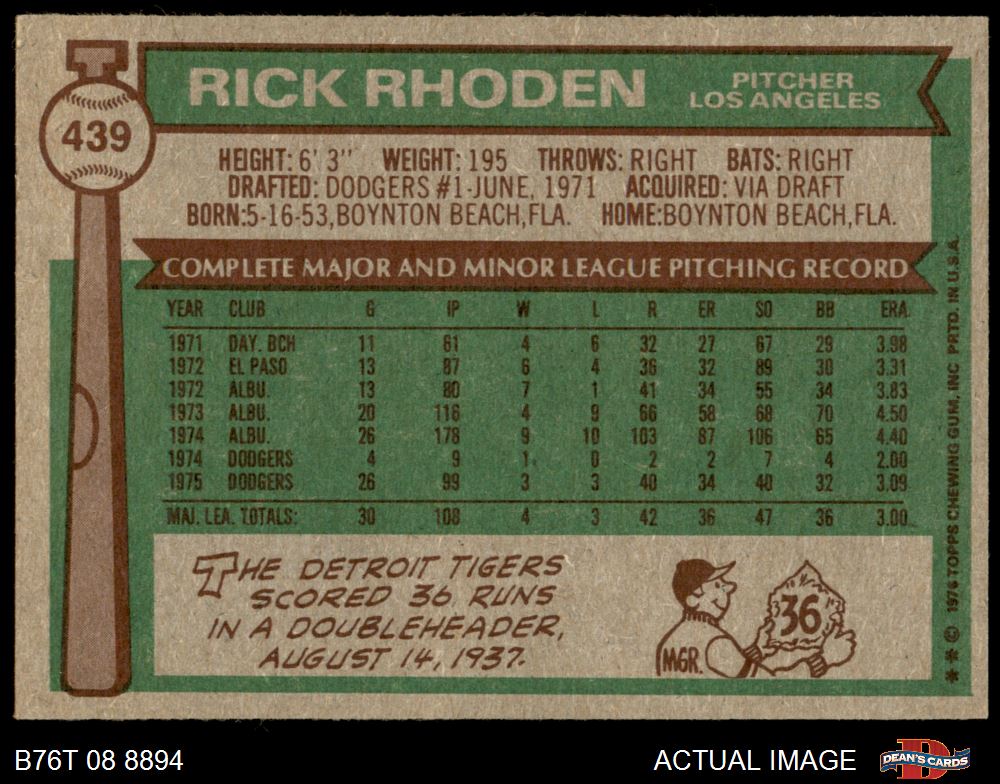 439
RICK RHODEN
PITCHER
LOS ANGELES
HEIGHT: 6' 3" WEIGHT: 195 THROWS: RIGHT BATS: RIGHT
DRAFTED: DODGERS #1-JUNE, 1971 ACQUIRED: VIA DRAFT
BORN:5-16-53,BOYNTON BEACH,FLA. HOME:BOYNTON BEACH,FLA.
COMPLETE MAJOR AND MINOR LEAGUE PITCHING RECORD
YEAR CLUB G IP W L R ER SO BB ERA.
1971 DAY. BCH 11 61 4 6 32 27 67 29 3.98
1972 EL PASO 13 87 6 4 36 32 89 30 3.31
1972 ALBU. 13 80 7 1 41 34 55 34 3.83
1973 ALBU. 20 116 4 9 66 58 68 70 4.50
1974 ALBU. 26 178 9 10 103 87 106 65 4.40
1974 DODGERS 4 9 1 0 2 2 7 4 2.00
1975 DODGERS 26 99 3 3 40 34 40 32 3.09
MAJ. LEA. TOTALS: 30 108 4 3 42 36 47 36 3.00
THE DETROIT TIGERS
SCORED 36 RUNS
IN A DOUBLEHEADER,
AUGUST 14, 1937.
MGR.
36
** © 1976 TOPPS CHEWING GUM, INC PRTD. IN U.S.A.
B76T 08 8894
ACTUAL IMAGE
D
DEAN'S CARDS